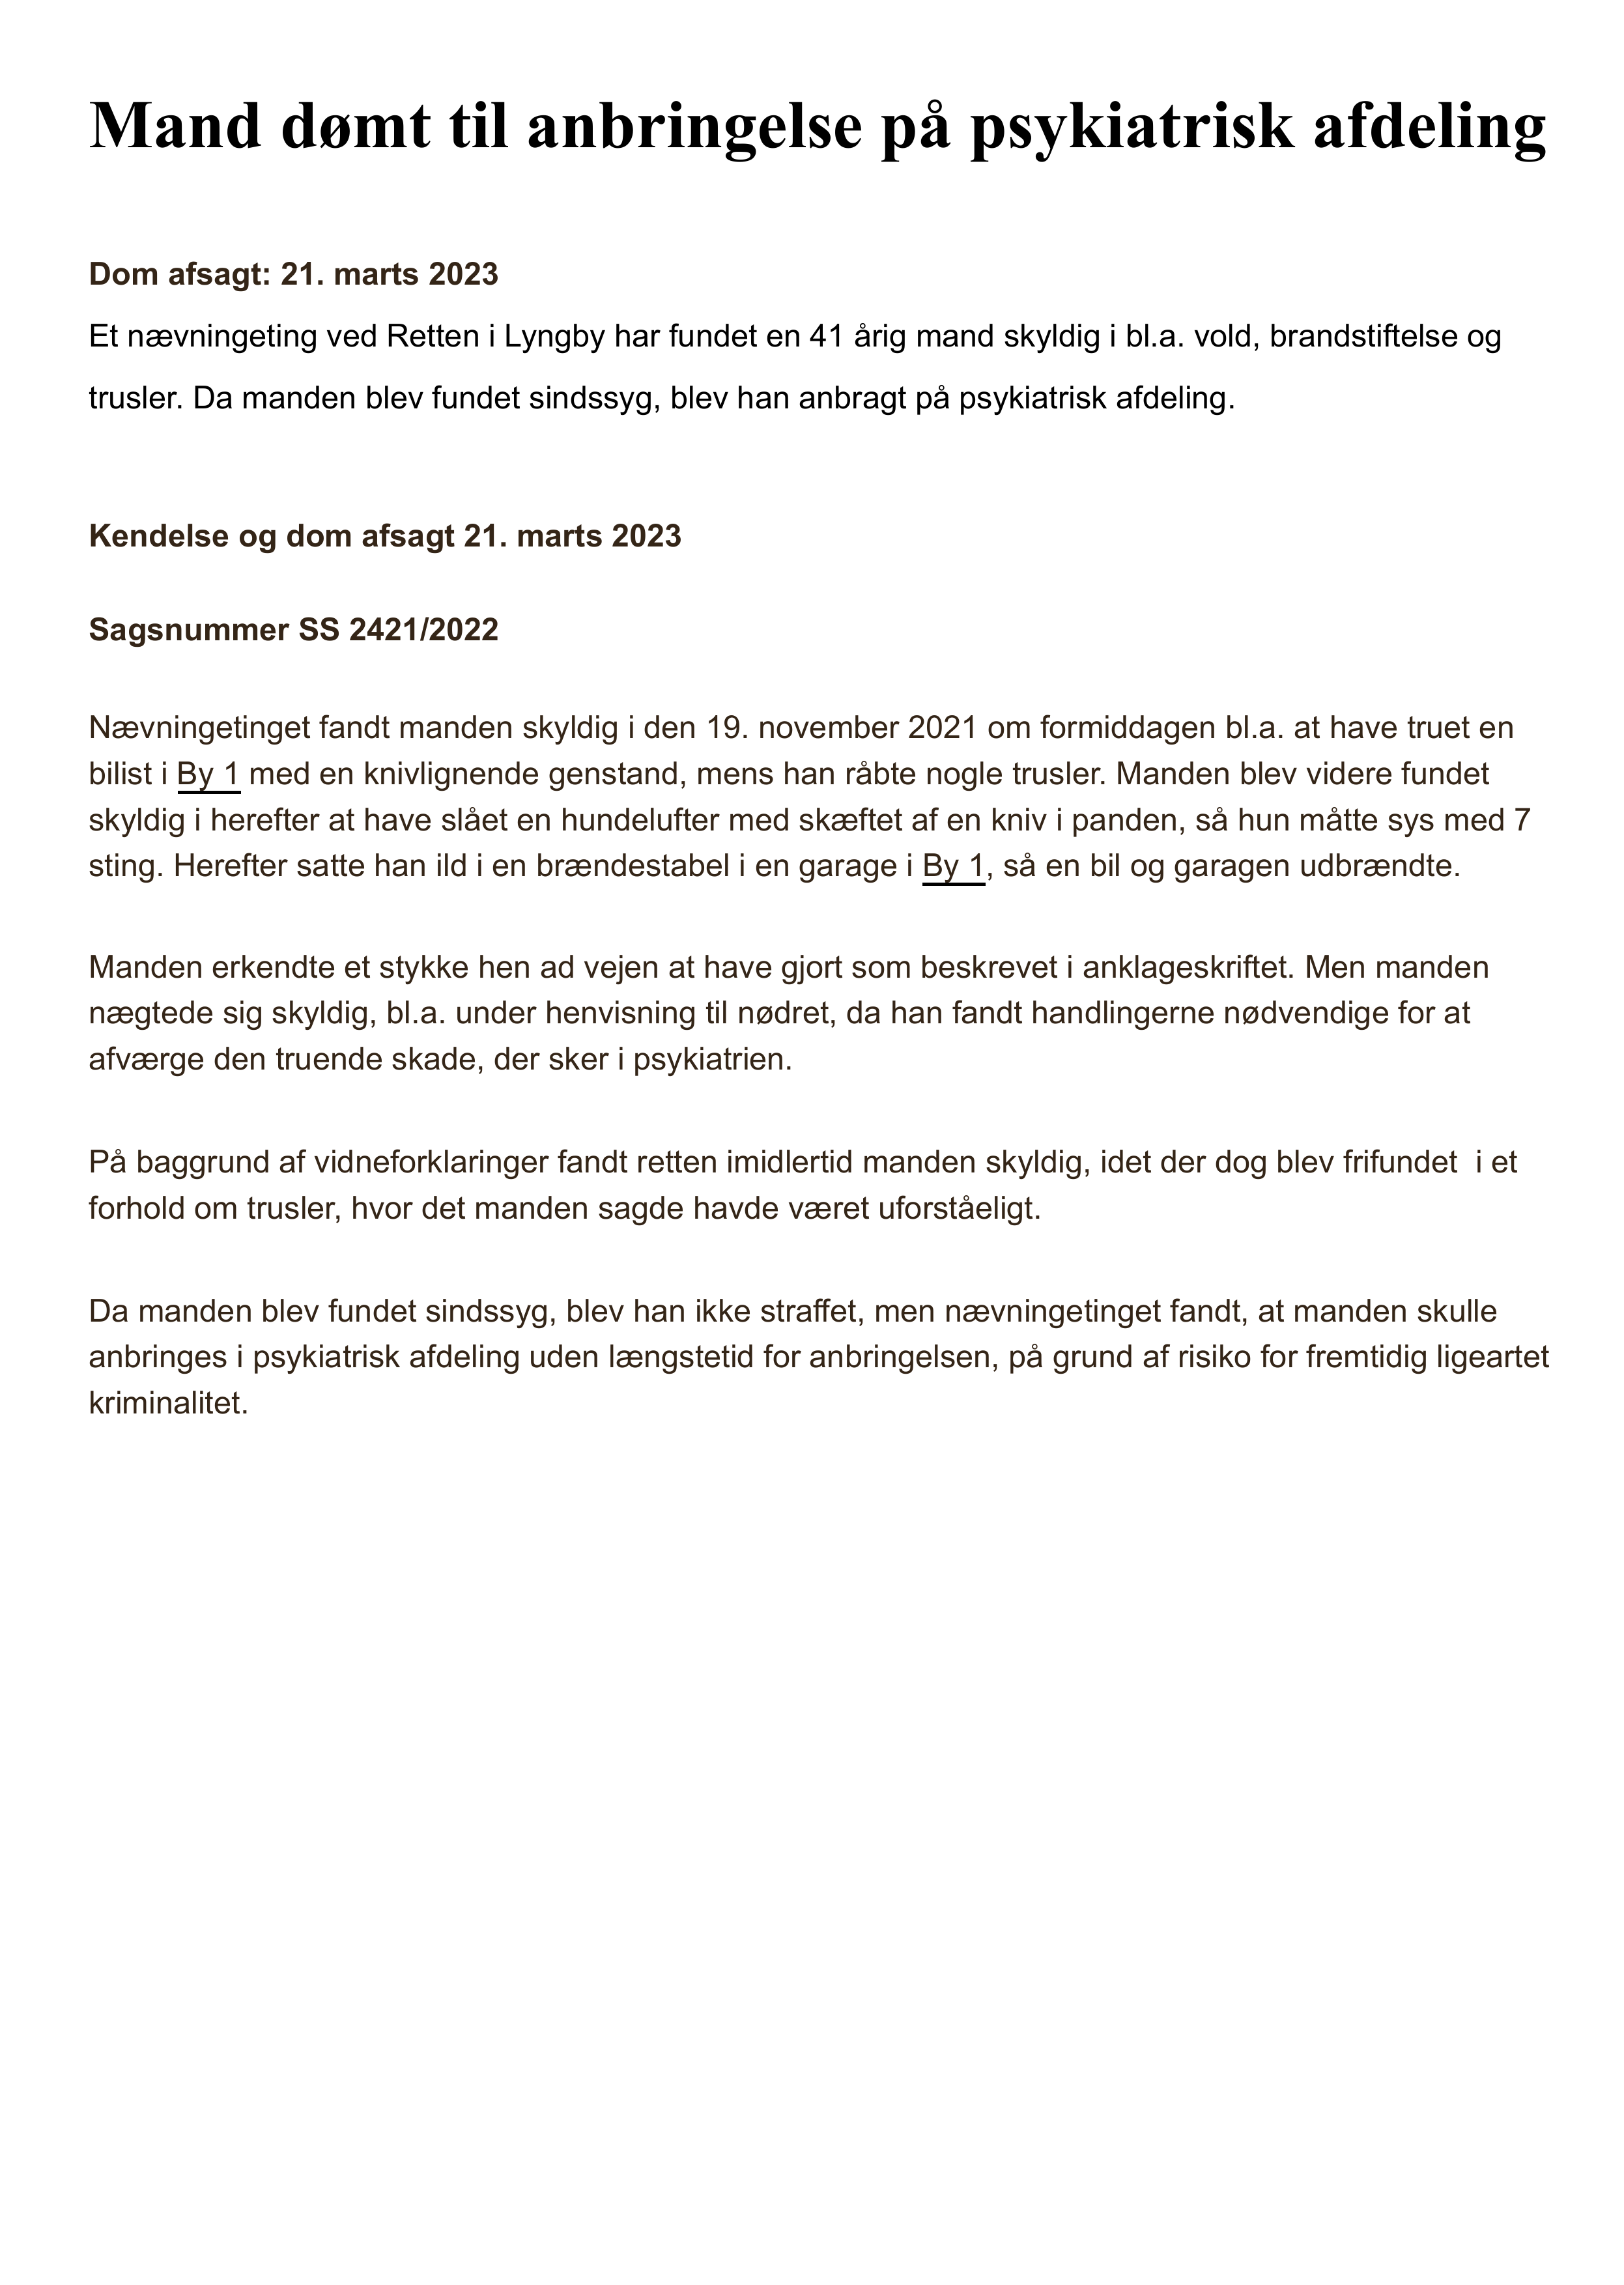 Mand dømt til anbringelse på psykiatrisk afdeling
Dom afsagt: 21. marts 2023
Et nævningeting ved Retten i Lyngby har fundet en 41 årig mand skyldig i bl.a. vold, brandstiftelse og
trusler. Da manden blev fundet sindssyg, blev han anbragt på psykiatrisk afdeling.
Kendelse og dom afsagt 21. marts 2023
Sagsnummer SS 2421/2022
Nævningetinget fandt manden skyldig i den 19. november 2021 om formiddagen bl.a. at have truet en
bilist i By 1 med en knivlignende genstand, mens han råbte nogle trusler. Manden blev videre fundet
skyldig i herefter at have slået en hundelufter med skæftet af en kniv i panden, så hun måtte sys med 7
sting. Herefter satte han ild i en brændestabel i en garage i By 1, så en bil og garagen udbrændte.
Manden erkendte et stykke hen ad vejen at have gjort som beskrevet i anklageskriftet. Men manden
nægtede sig skyldig, bl.a. under henvisning til nødret, da han fandt handlingerne nødvendige for at
afværge den truende skade, der sker i psykiatrien.
På baggrund af vidneforklaringer fandt retten imidlertid manden skyldig, idet der dog blev frifundet  i et
forhold om trusler, hvor det manden sagde havde været uforståeligt.
Da manden blev fundet sindssyg, blev han ikke straffet, men nævningetinget fandt, at manden skulle
anbringes i psykiatrisk afdeling uden længstetid for anbringelsen, på grund af risiko for fremtidig ligeartet
kriminalitet.